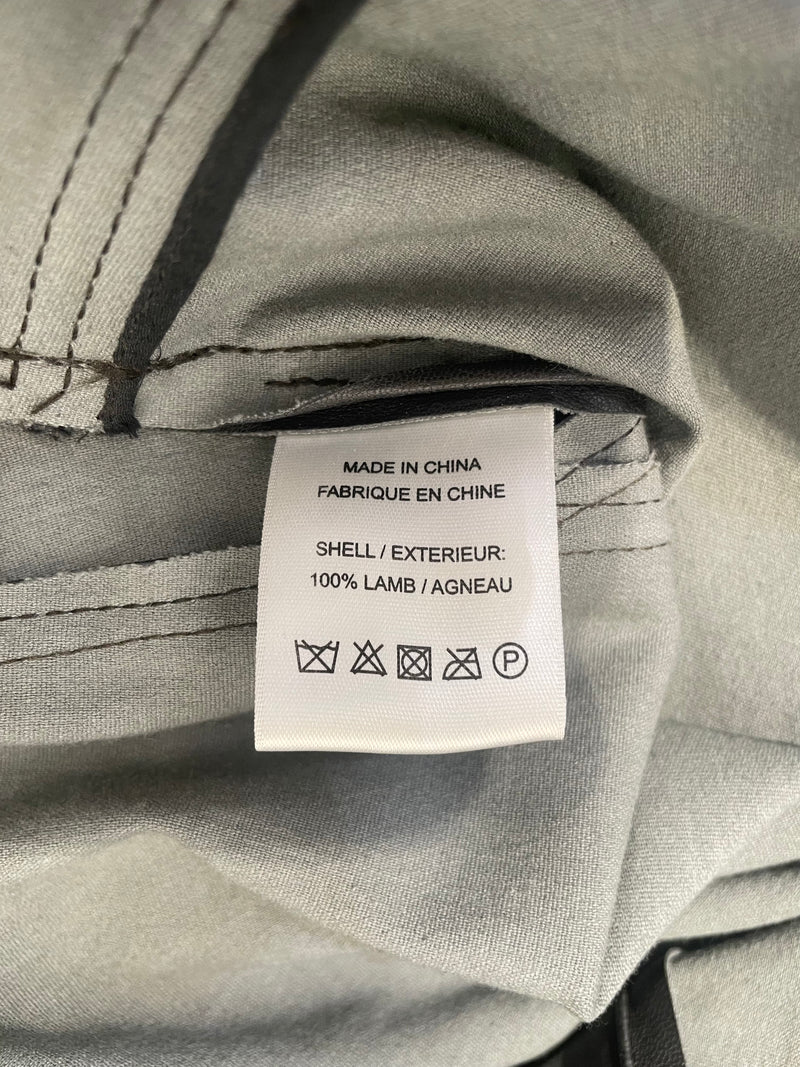 MADE IN CHINA
FABRIQUE EN CHINE
SHELL / EXTERIEUR:
100% LAMB / AGNEAU
P